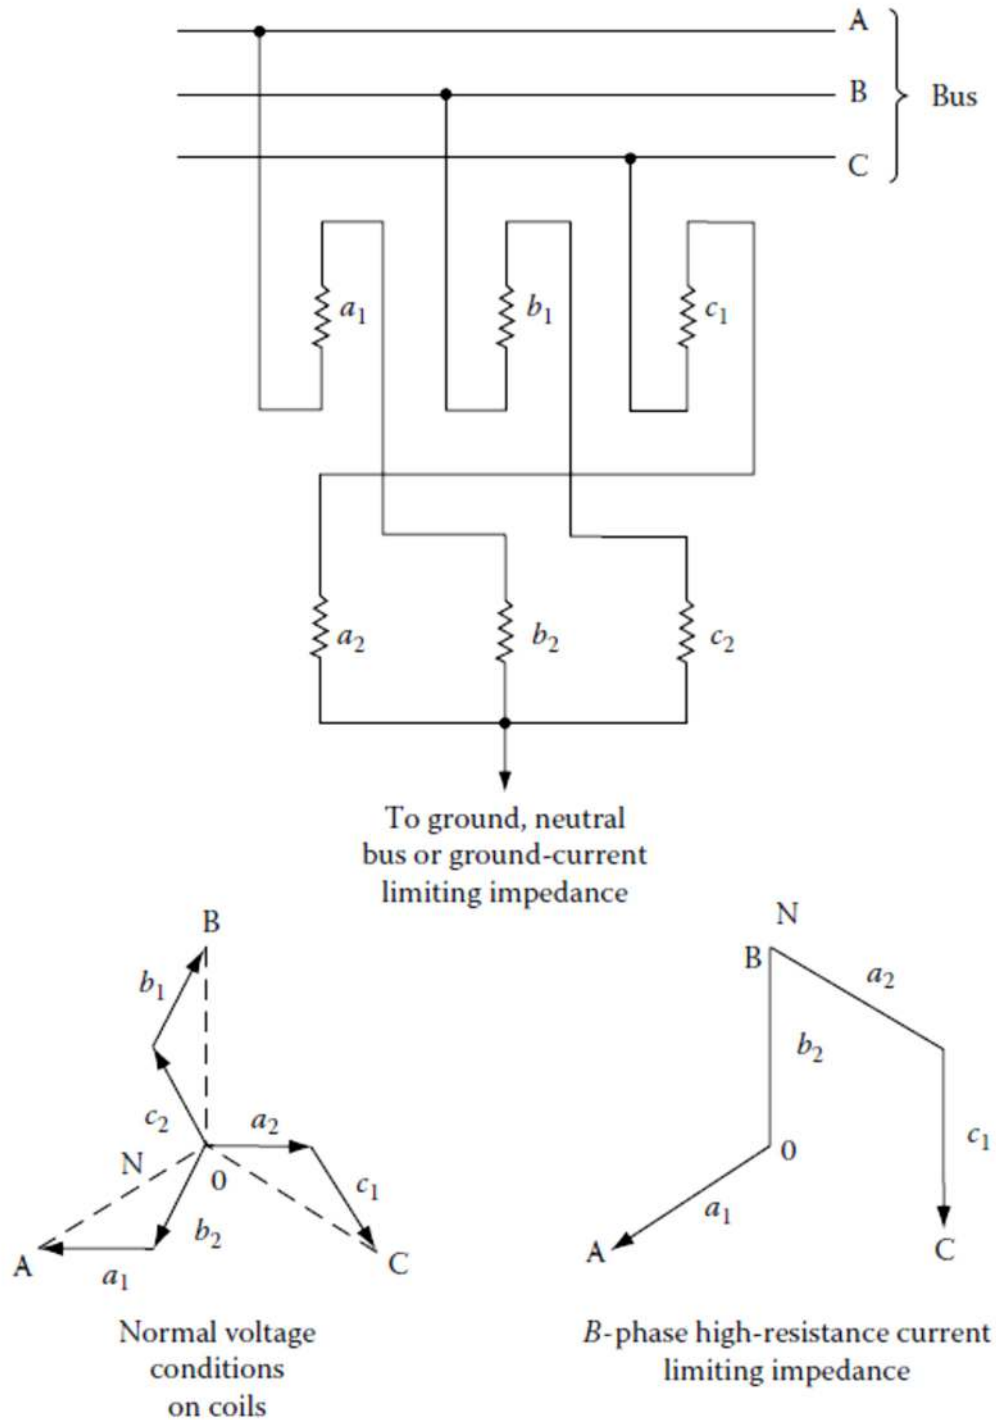 A
B
Bus
C
a1
b1
c1
a2
b2
c2
To ground, neutral
bus or ground-current
limiting impedance
B
b1
c2
a2
N
0
c1
b2
A
a1
C
Normal voltage
conditions
on coils
N
B
a2
b2
c1
0
a1
A
C
B-phase high-resistance current
limiting impedance